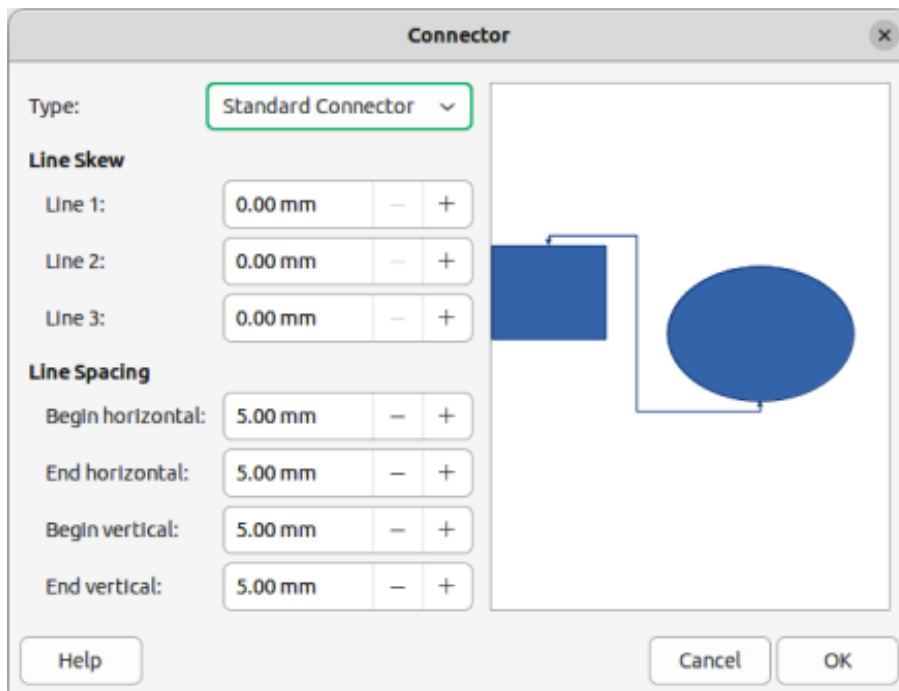 Connector
Type: Standard Connector
Line Skew
Line 1: 0.00 mm
Line 2: 0.00 mm
Line 3: 0.00 mm
Line Spacing
Begin horizontal: 5.00 mm
End horizontal: 5.00 mm
Begin vertical: 5.00 mm
End vertical: 5.00 mm
Help Cancel OK